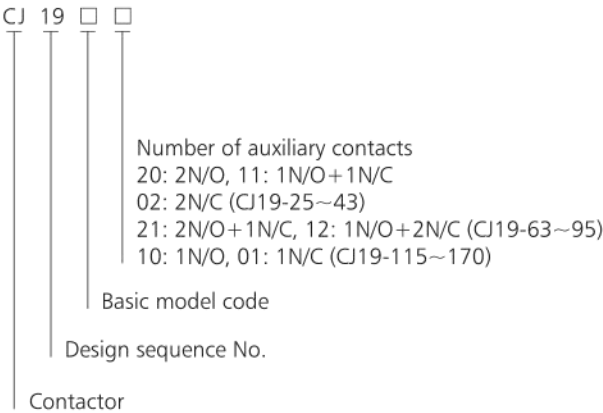 CJ 19 □ □
Number of auxiliary contacts
20: 2N/O, 11: 1N/O+1N/C
02: 2N/C (CJ19-25~43)
21: 2N/O+1N/C, 12: 1N/O+2N/C (CJ19-63~95)
10: 1N/O, 01: 1N/C (CJ19-115~170)
Basic model code
Design sequence No.
Contactor